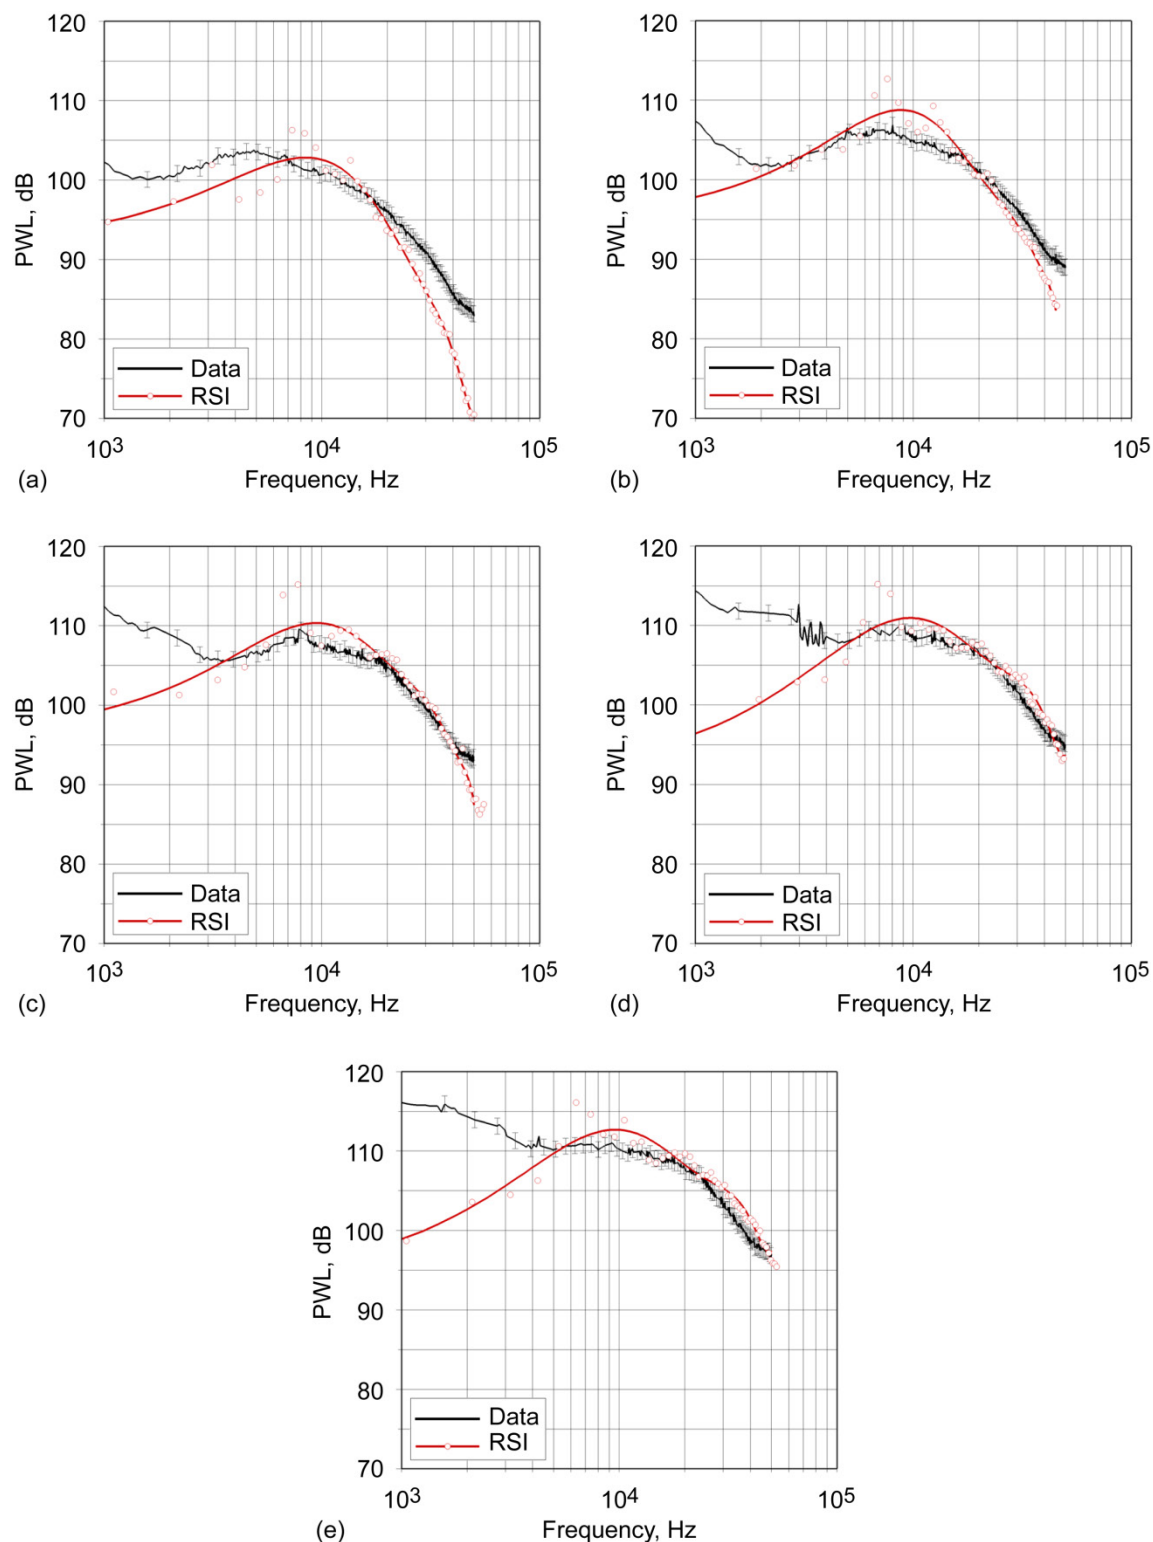 120
110
100
90
80
70
PWL, dB
Data
RSI
10³ 10⁴ 10⁵
Frequency, Hz
(a)
120
110
100
90
80
70
PWL, dB
Data
RSI
10³ 10⁴ 10⁵
Frequency, Hz
(b)
120
110
100
90
80
70
PWL, dB
Data
RSI
10³ 10⁴ 10⁵
Frequency, Hz
(c)
120
110
100
90
80
70
PWL, dB
Data
RSI
10³ 10⁴ 10⁵
Frequency, Hz
(d)
120
110
100
90
80
70
PWL, dB
Data
RSI
10³ 10⁴ 10⁵
Frequency, Hz
(e)